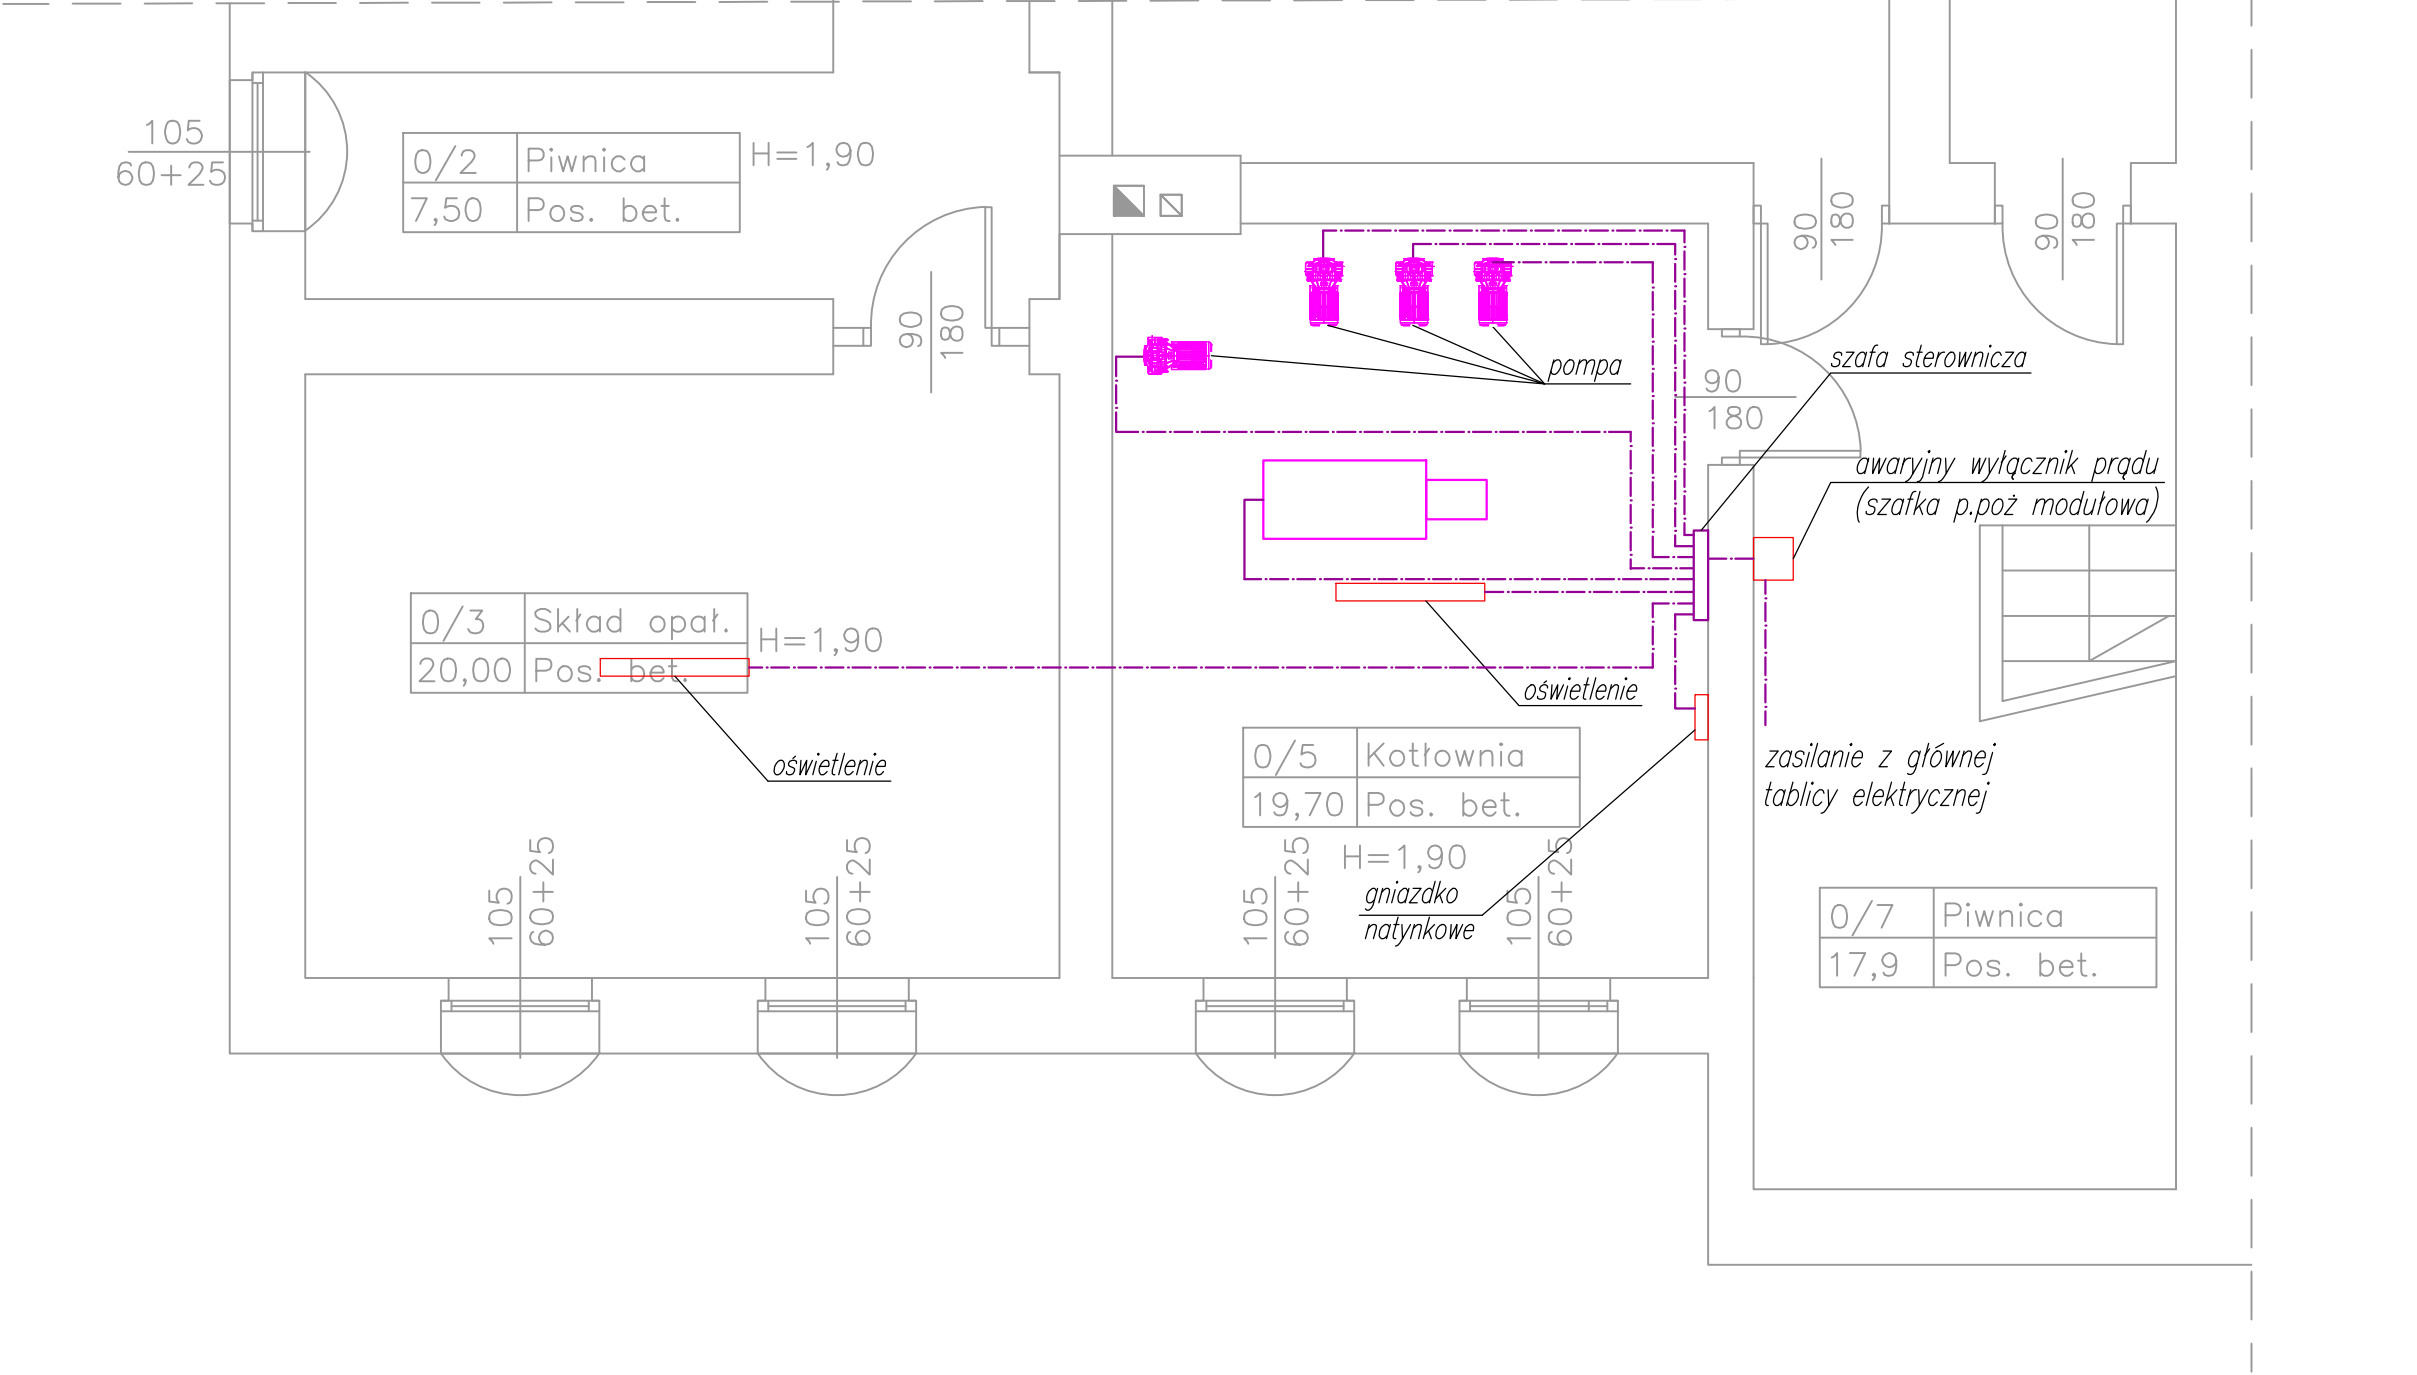 105
60+25
0/2 Piwnica
7,50 Pos. bet.
H=1,90
90
180
90
180
90
180
pompa
90
180
szafa sterownicza
awaryjny wyłącznik prądu
(szafka p.poż modułowa)
0/3 Skład opał.
20,00 Pos. bet.
H=1,90
oświetlenie
oświetlenie
zasilanie z głównej
tablicy elektrycznej
0/5 Kotłownia
19,70 Pos. bet.
H=1,90
gniazdko
natynkowe
105
60+25
105
60+25
105
60+25
105
60+25
0/7 Piwnica
17,9 Pos. bet.